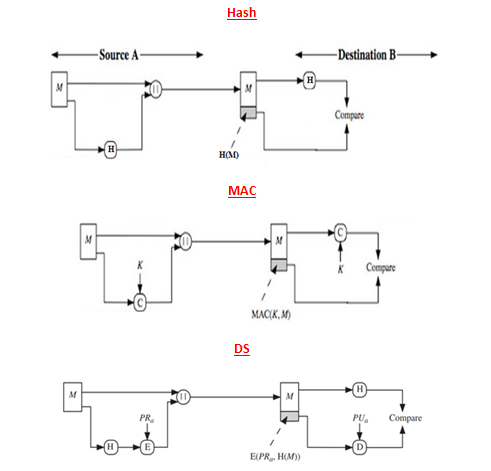 Hash
Source A
Destination B
M
||
M
H
Compare
H
H(M)
MAC
M
||
M
C
K
K
Compare
C
MAC(K, M)
DS
M
||
M
H
PRa
PUa
Compare
H
E
D
E(PRa, H(M))